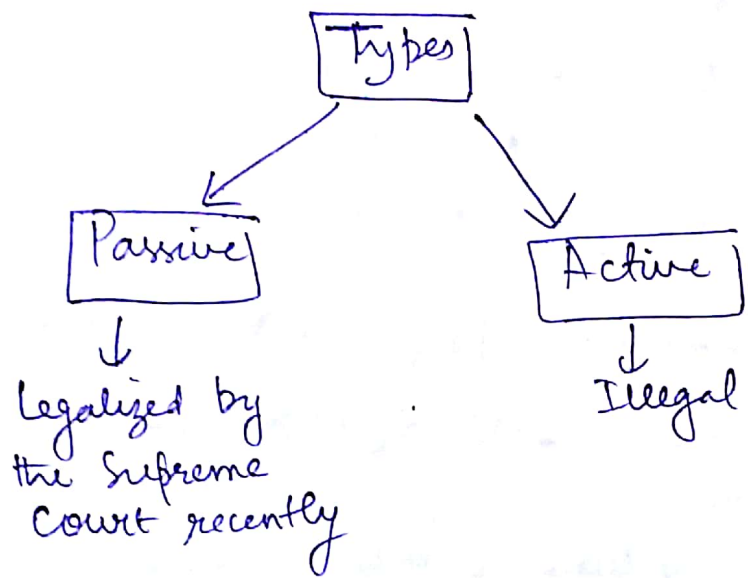 Types
Passive
Active
Legalized by
the Supreme
Court recently
Illegal